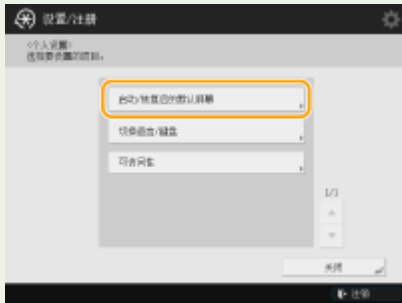 设置/注册
<个人设置>
选择要设置的项目。
启动/恢复后的默认屏幕
切换语言/键盘
可访问性
1/1
关闭
注销